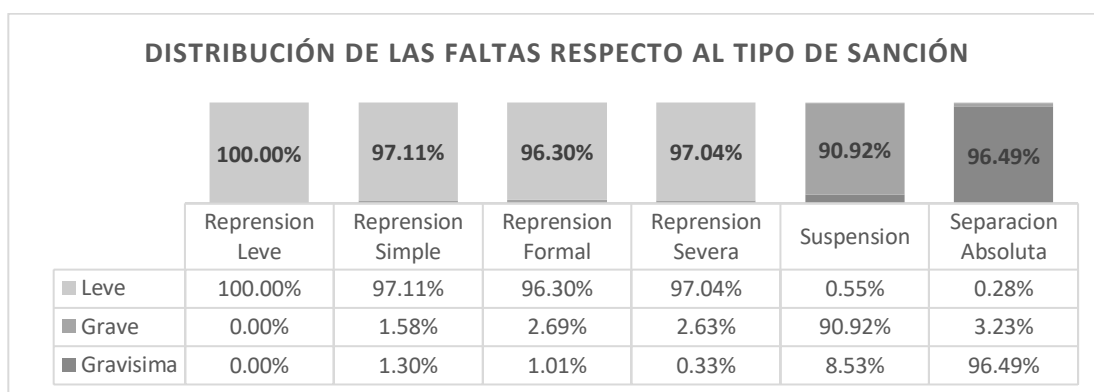 DISTRIBUCIÓN DE LAS FALTAS RESPECTO AL TIPO DE SANCIÓN
100.00% 97.11% 96.30% 97.04% 90.92% 96.49%
Reprension Leve Reprension Simple Reprension Formal Reprension Severa Suspension Separacion Absoluta
Leve 100.00% 97.11% 96.30% 97.04% 0.55% 0.28%
Grave 0.00% 1.58% 2.69% 2.63% 90.92% 3.23%
Gravisima 0.00% 1.30% 1.01% 0.33% 8.53% 96.49%